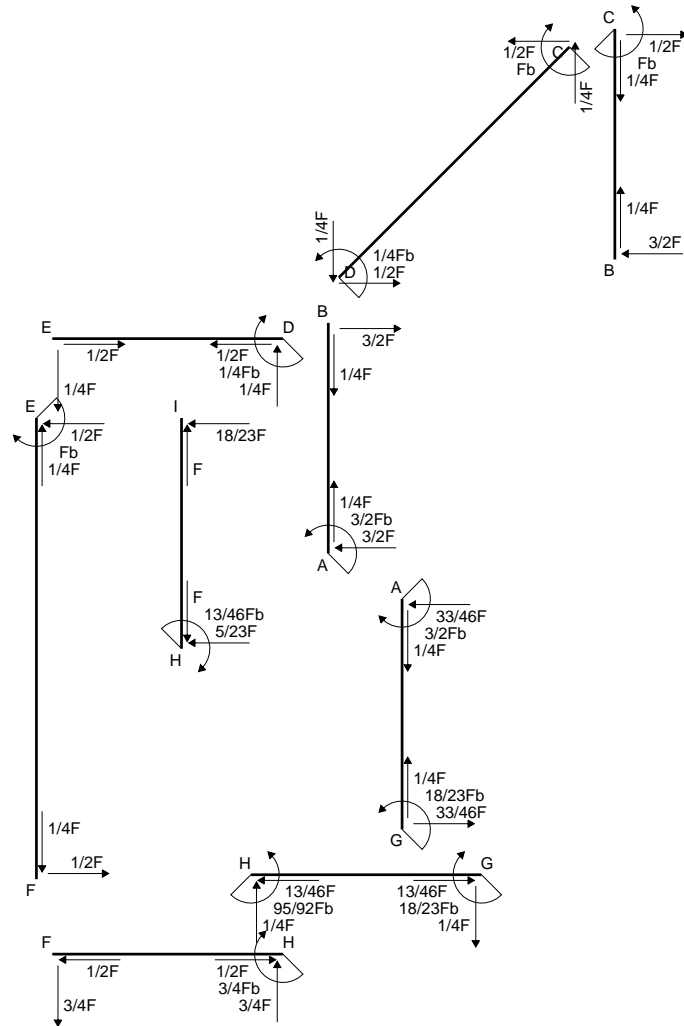 C
1/2F
Fb
C
1/4F
1/2F
Fb
1/4F
1/4F
1/4F
3/2F
B
1/4Fb
D
1/2F
B
3/2F
1/4F
E
D
1/2F
1/2F
1/4Fb
1/4F
1/4F
E
1/2F
Fb
1/4F
I
18/23F
F
1/4F
3/2Fb
3/2F
A
F
13/46Fb
5/23F
H
A
33/46F
3/2Fb
1/4F
1/4F
18/23Fb
33/46F
G
1/4F
1/2F
F
H
G
13/46F
95/92Fb
1/4F
13/46F
18/23Fb
1/4F
F
H
1/2F
1/2F
3/4Fb
3/4F
3/4F